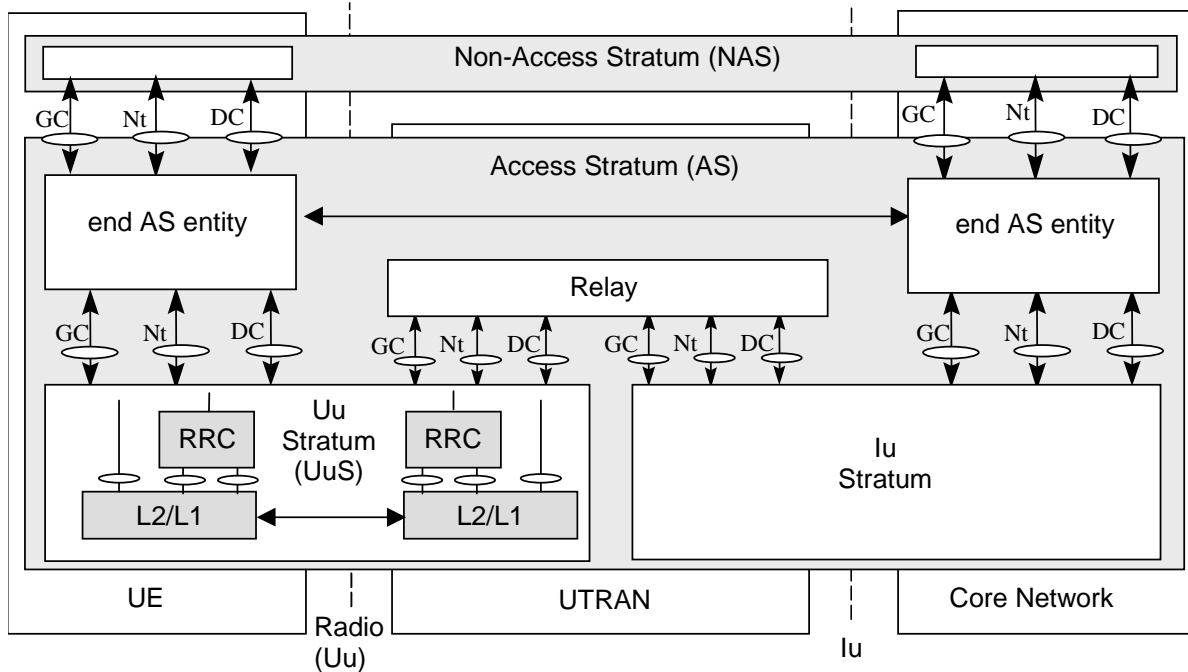 Non-Access Stratum (NAS)
GC Nt DC
GC Nt DC
Access Stratum (AS)
end AS entity
end AS entity
Relay
GC Nt DC
GC Nt DC
GC Nt DC
GC Nt DC
RRC
Uu
Stratum
(UuS)
RRC
L2/L1
L2/L1
Iu
Stratum
UE
UTRAN
Core Network
Radio
(Uu)
Iu